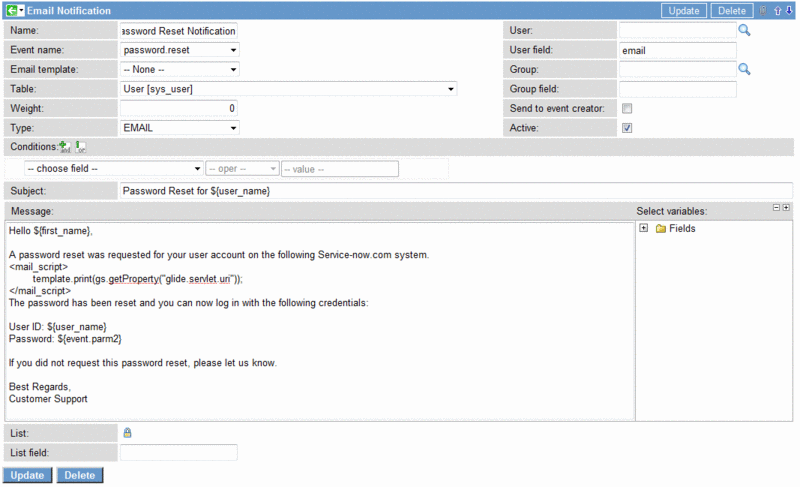 Email Notification Update Delete
Name: assword Reset Notification User:
Event name: password.reset User field: email
Email template: -- None -- Group:
Table: User [sys_user] Group field:
Weight: 0 Send to event creator:
Type: EMAIL Active:
Conditions: and or
-- choose field -- -- oper -- -- value --
Subject: Password Reset for ${user_name}
Message: Select variables:
Hello ${first_name}, Fields
A password reset was requested for your user account on the following Service-now.com system.
<mail_script>
template.print(gs.getProperty("glide.servlet.uri"));
</mail_script>
The password has been reset and you can now log in with the following credentials:
User ID: ${user_name}
Password: ${event.parm2}
If you did not request this password reset, please let us know.
Best Regards,
Customer Support
List:
List field:
Update Delete